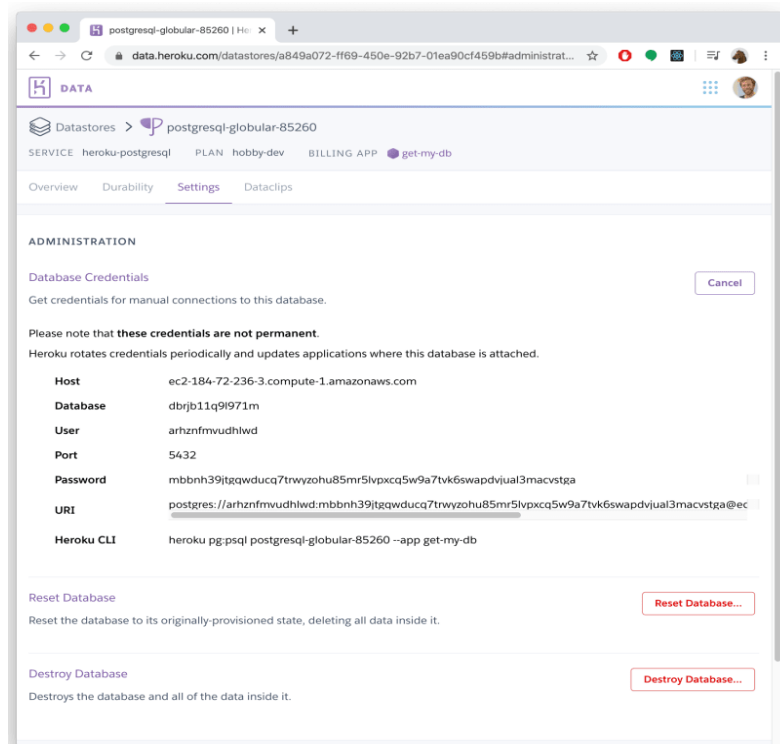 postgresql-globular-85260 | He
data.heroku.com/datastores/a849a072-ff69-450e-92b7-01ea90cf459b#administrat...
DATA
Datastores > postgresql-globular-85260
SERVICE heroku-postgresql PLAN hobby-dev BILLING APP get-my-db
Overview Durability Settings Dataclips
ADMINISTRATION
Database Credentials
Cancel
Get credentials for manual connections to this database.
Please note that these credentials are not permanent.
Heroku rotates credentials periodically and updates applications where this database is attached.
Host ec2-184-72-236-3.compute-1.amazonaws.com
Database dbrjb11q9l971m
User arhznfmvudhlwd
Port 5432
Password mbbnh39jtgqwducq7trwyzohu85mr5lvpxcq5w9a7tvk6swapdvjual3macvstga
URI postgres://arhznfmvudhlwd:mbbnh39jtgqwducq7trwyzohu85mr5lvpxcq5w9a7tvk6swapdvjual3macvstga@ec
Heroku CLI heroku pg:psql postgresql-globular-85260 --app get-my-db
Reset Database
Reset Database...
Reset the database to its originally-provisioned state, deleting all data inside it.
Destroy Database
Destroy Database...
Destroys the database and all of the data inside it.